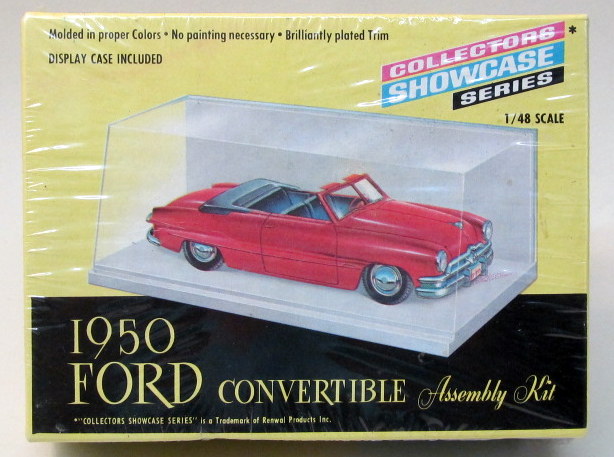 Molded in proper Colors • No painting necessary • Brilliantly plated Trim
DISPLAY CASE INCLUDED
COLLECTORS *
SHOWCASE
SERIES
1/48 SCALE
1950
FORD CONVERTIBLE Assembly Kit
*"COLLECTORS SHOWCASE SERIES" is a Trademark of Renwal Products Inc.